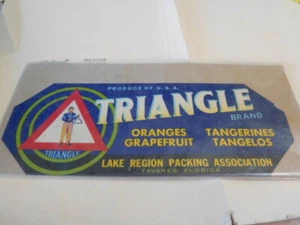 PRODUCE OF U.S.A.
TRIANGLE
BRAND
ORANGES TANGERINES
GRAPEFRUIT TANGELOS
TRIANGLE
LAKE REGION PACKING ASSOCIATION
TAVARES, FLORIDA